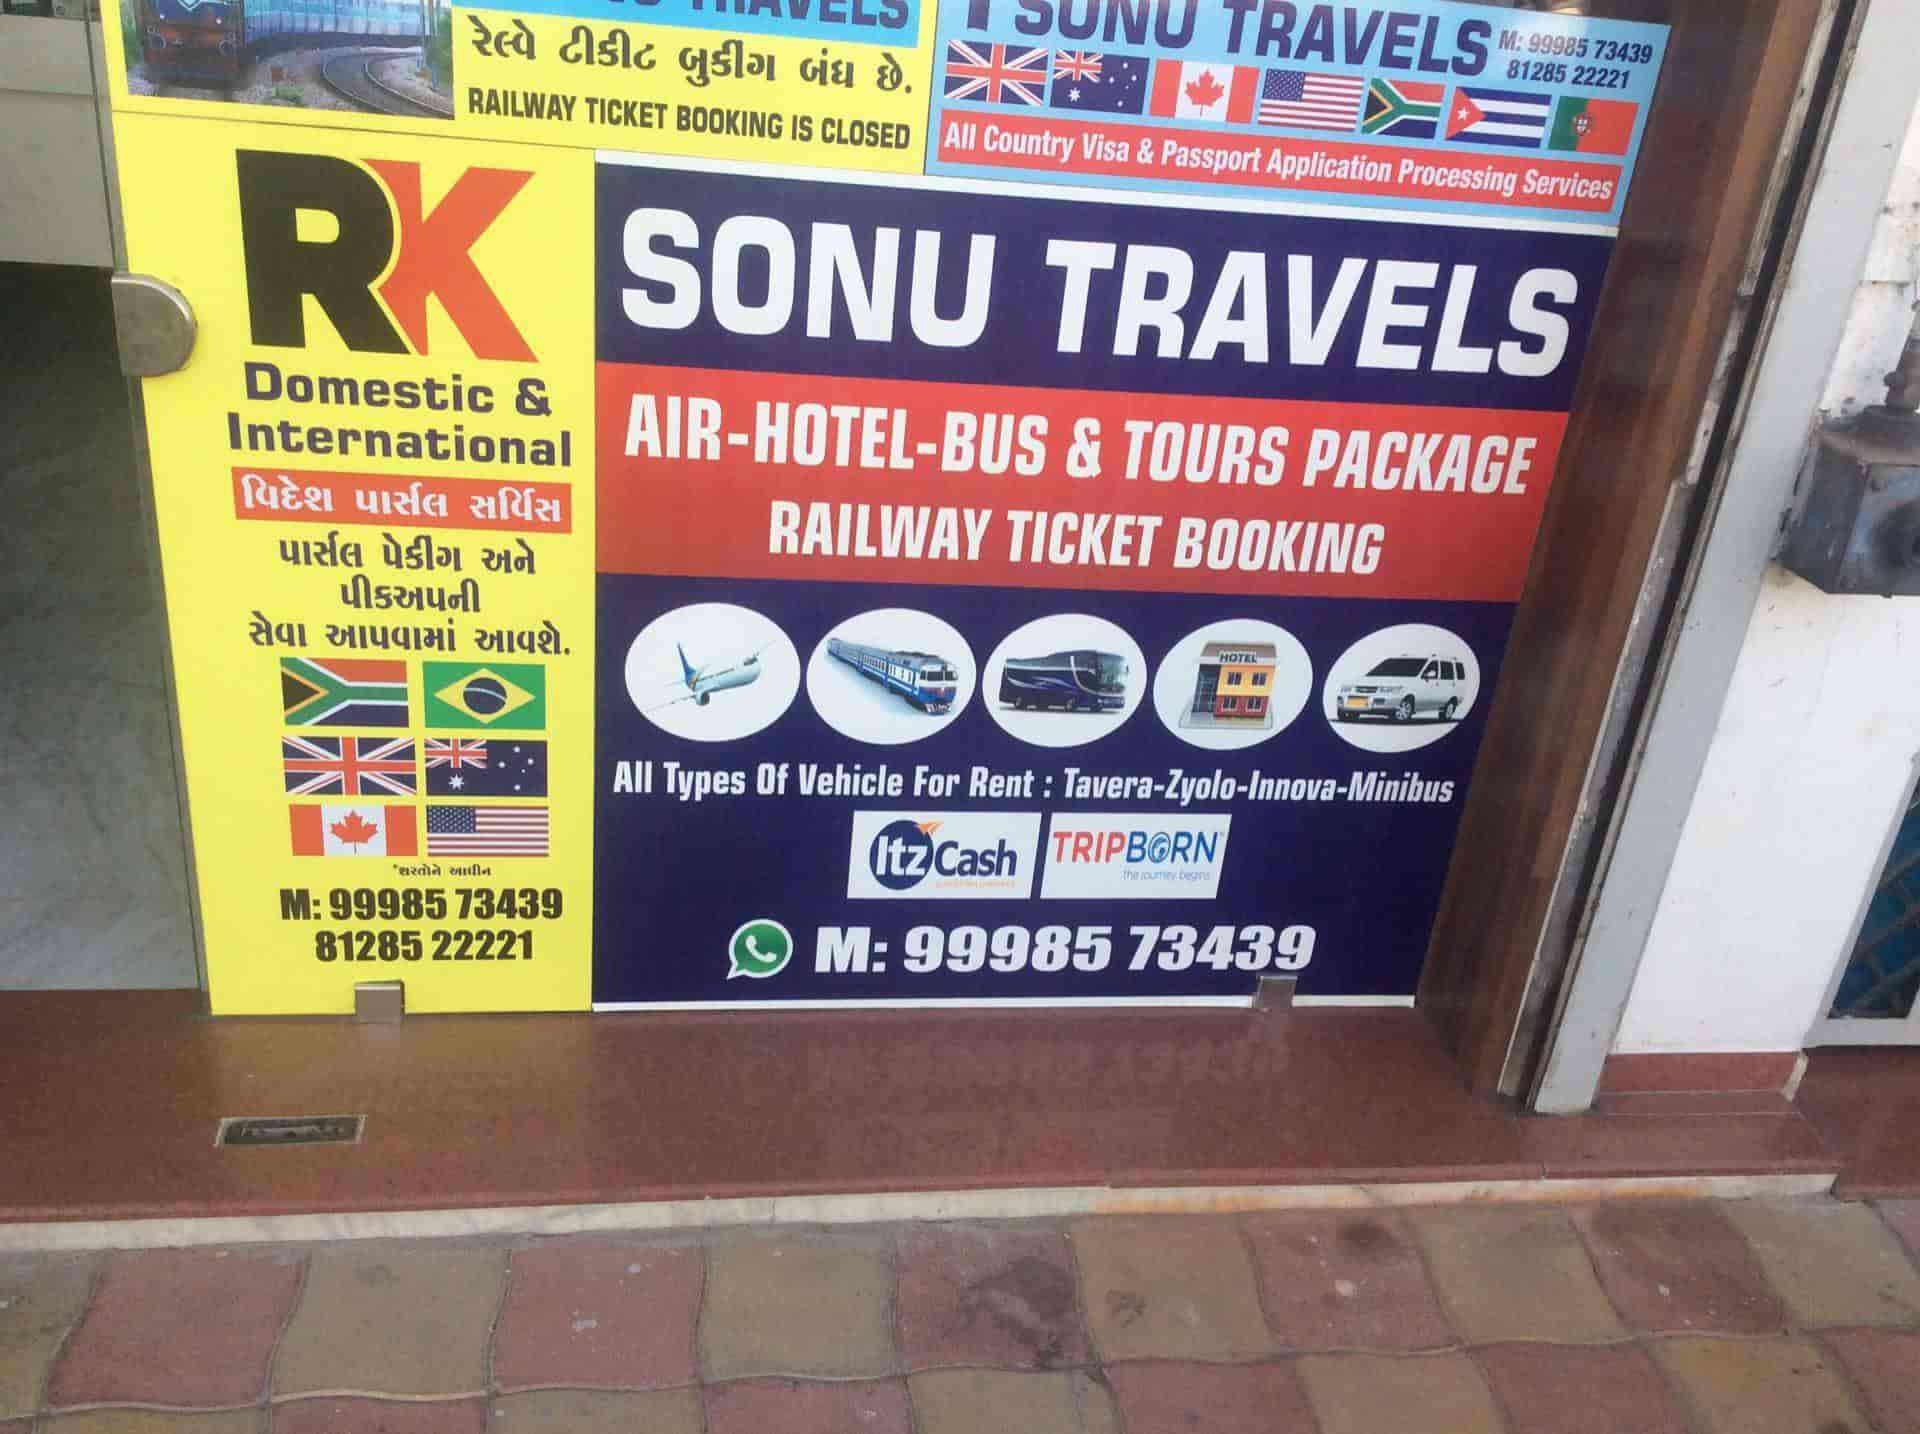 SONU TRAVELS
રેલ્વે ટીકીટ બુકીંગ બંધ છે.
RAILWAY TICKET BOOKING IS CLOSED
SONU TRAVELS
M: 99985 73439
81285 22221
All Country Visa & Passport Application Processing Services
RK
Domestic &
International
વિદેશ પાર્સલ સર્વિસ
પાર્સલ પેકીંગ અને
પીકઅપની
સેવા આપવામાં આવશે.
*શરતોને આધીન
M: 99985 73439
81285 22221
SONU TRAVELS
AIR-HOTEL-BUS & TOURS PACKAGE
RAILWAY TICKET BOOKING
HOTEL
All Types Of Vehicle For Rent : Tavera-Zyolo-Innova-Minibus
ItzCash
TRIPBORN
the journey begins
M: 99985 73439